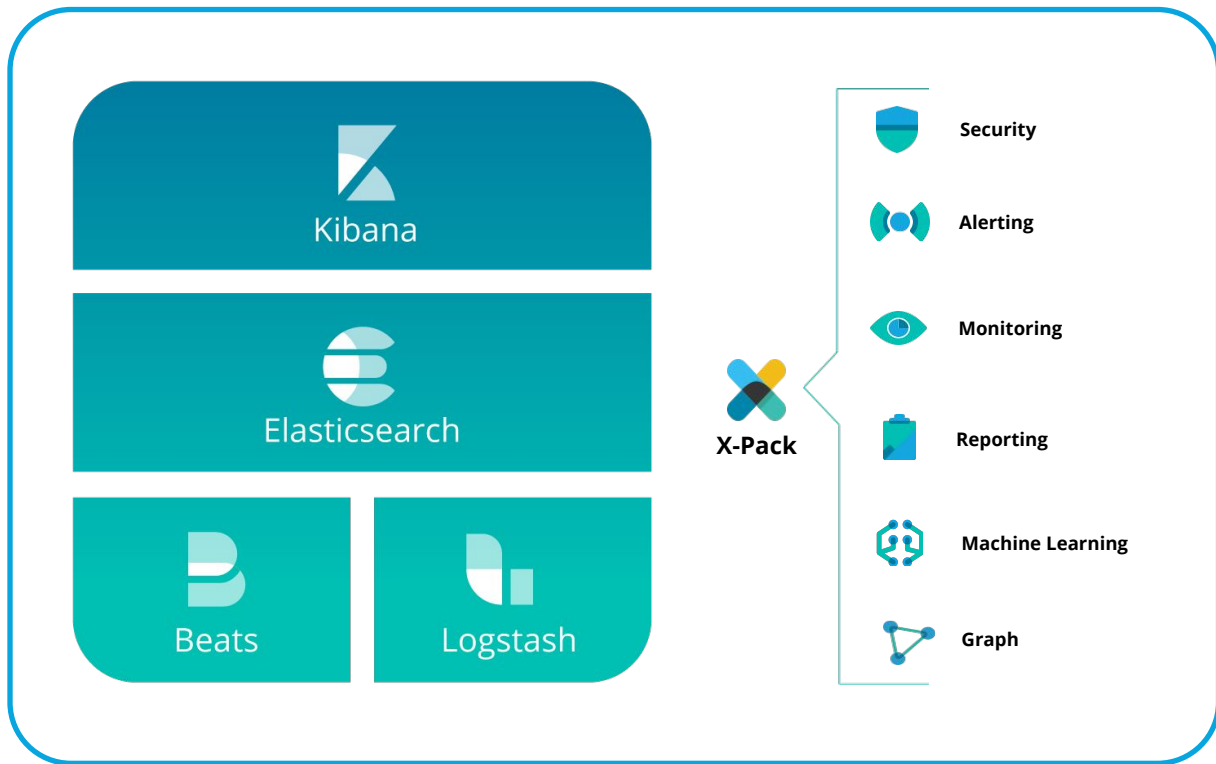 Kibana
Elasticsearch
Beats
Logstash
X-Pack
Security
Alerting
Monitoring
Reporting
Machine Learning
Graph